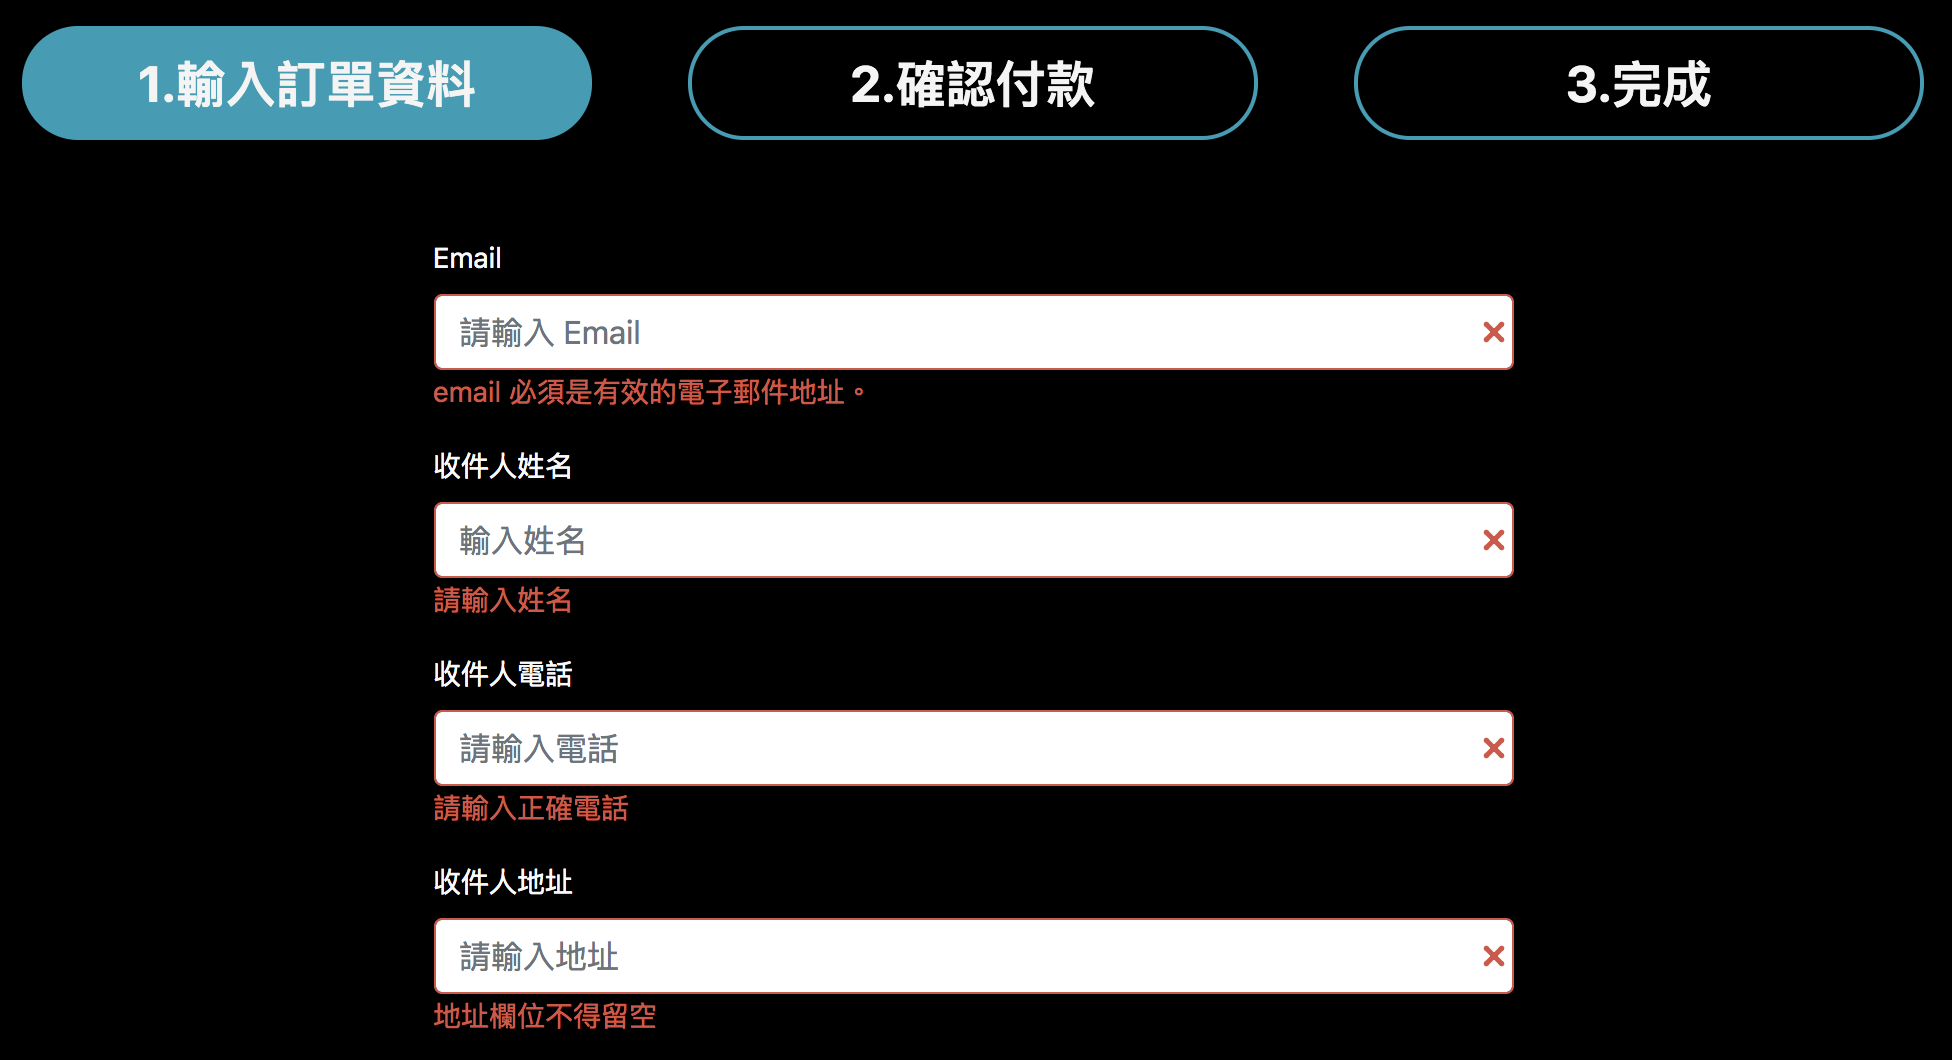 1.輸入訂單資料
2.確認付款
3.完成
Email
請輸入 Email
email 必須是有效的電子郵件地址。
收件人姓名
輸入姓名
請輸入姓名
收件人電話
請輸入電話
請輸入正確電話
收件人地址
請輸入地址
地址欄位不得留空